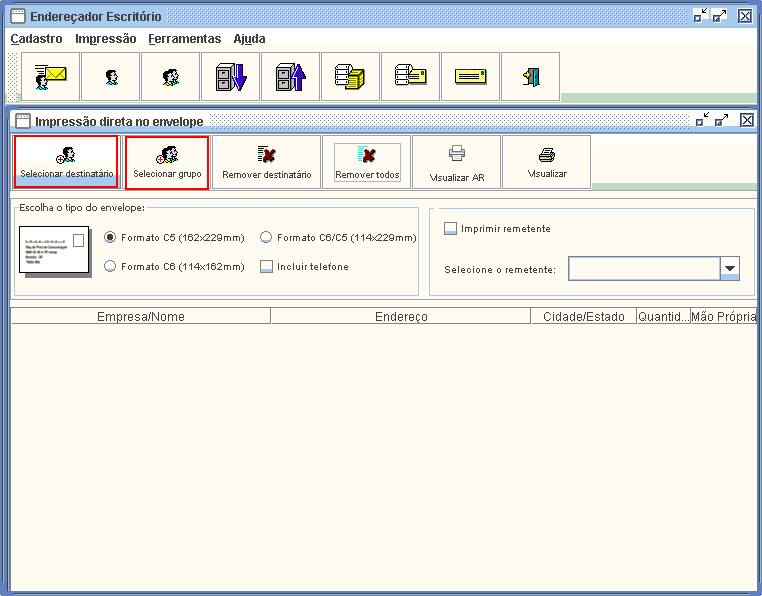 Endereçador Escritório
Cadastro Impressão Ferramentas Ajuda
Impressão direta no envelope
Selecionar destinatário Selecionar grupo Remover destinatário Remover todos Visualizar AR Visualizar
Escolha o tipo do envelope:
Formato C5 (162x229mm) Formato C6/C5 (114x229mm)
Formato C6 (114x162mm) Incluir telefone
Imprimir remetente
Selecione o remetente:
Empresa/Nome Endereço Cidade/Estado Quantid... Mão Própria